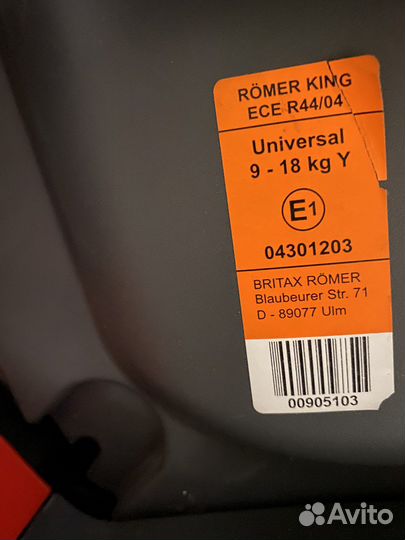 RÖMER KING
ECE R44/04
Universal
9 - 18 kg Y
E1
04301203
BRITAX RÖMER
Blaubeurer Str. 71
D - 89077 Ulm
00905103
Avito